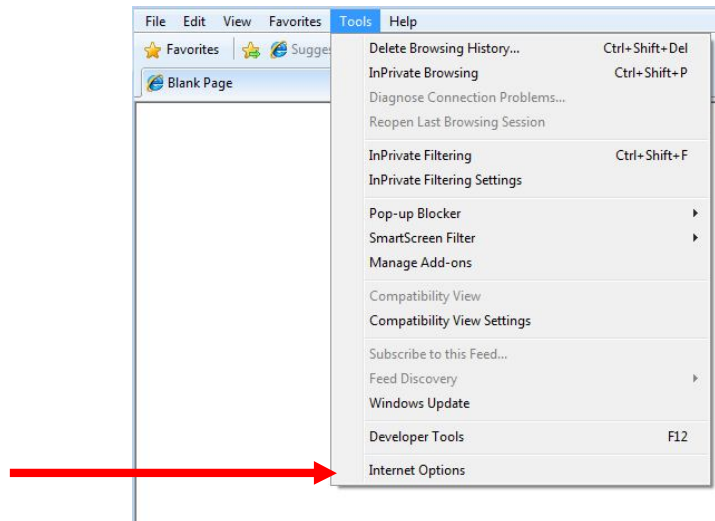 File Edit View Favorites Tools Help
Favorites Sugges
Blank Page
Delete Browsing History... Ctrl+Shift+Del
InPrivate Browsing Ctrl+Shift+P
Diagnose Connection Problems...
Reopen Last Browsing Session
InPrivate Filtering Ctrl+Shift+F
InPrivate Filtering Settings
Pop-up Blocker
SmartScreen Filter
Manage Add-ons
Compatibility View
Compatibility View Settings
Subscribe to this Feed...
Feed Discovery
Windows Update
Developer Tools F12
Internet Options